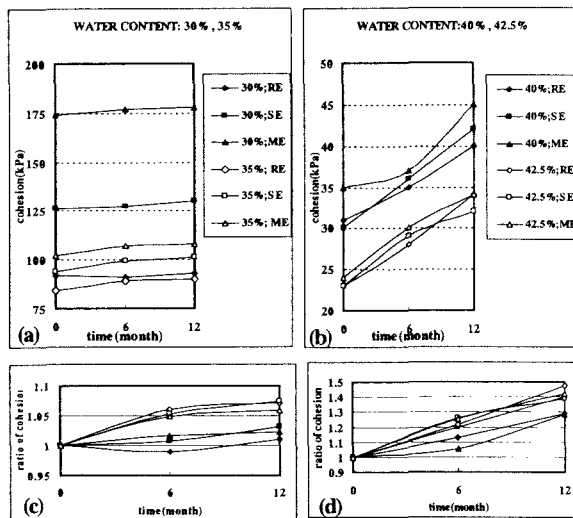 WATER CONTENT: 30% , 35%
200
175
150
125
100
75
cohesion(kPa)
0
6
12
time (month)
(a)
30%;RE
30%;SE
30%;ME
35%; RE
35%;SE
35%; ME
WATER CONTENT:40% , 42.5%
50
45
40
35
30
25
20
cohesion(kPa)
0
6
12
time (month)
(b)
40%;RE
40%;SE
40%;ME
42.5%;RE
42.5%;SE
42.5%;ME
1.1
1.05
1
0.95
ratio of cohesion
0
6
12
time(month)
(c)
1.5
1.4
1.3
1.2
1.1
1
0.9
ratio of cohesion
0
6
12
time(month)
(d)